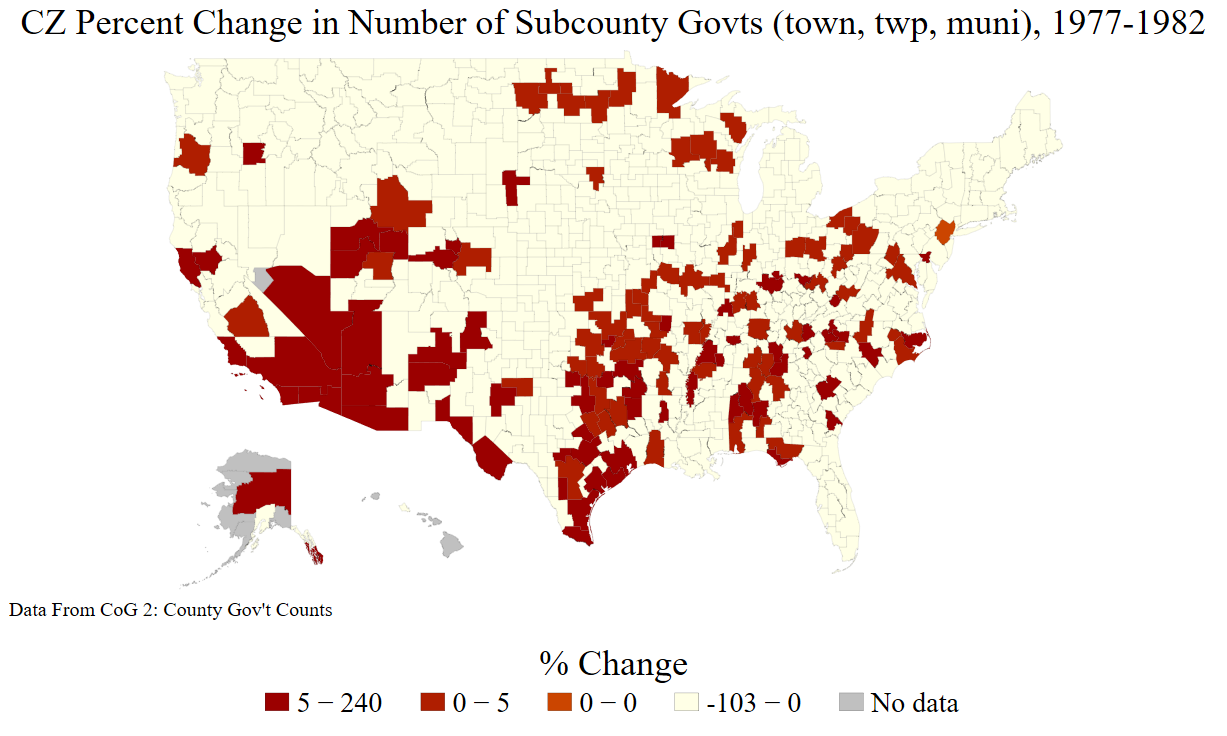 CZ Percent Change in Number of Subcounty Govts (town, twp, muni), 1977-1982
Data From CoG 2: County Gov't Counts
% Change
5 − 240 0 − 5 0 − 0 -103 − 0 No data